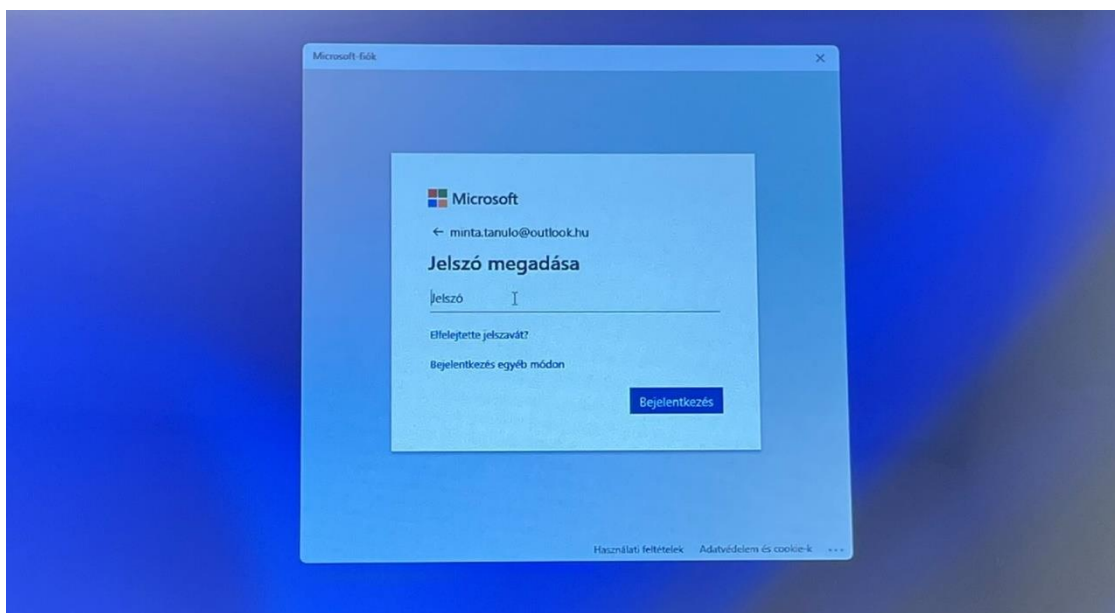 Microsoft-fiók
Microsoft
← minta.tanulo@outlook.hu
Jelszó megadása
Jelszó
Elfelejtette jelszavát?
Bejelentkezés egyéb módon
Bejelentkezés
Használati feltételek Adatvédelem és cookie-k ...